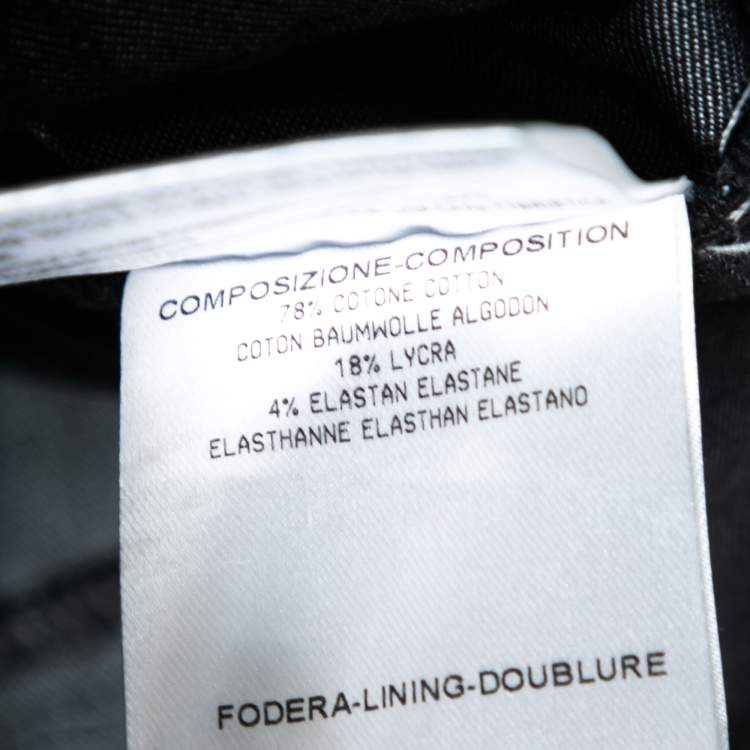 COMPOSIZIONE-COMPOSITION
78% COTONE COTTON
COTON BAUMWOLLE ALGODON
18% LYCRA
4% ELASTAN ELASTANE
ELASTHANNE ELASTHAN ELASTANO
FODERA-LINING-DOUBLURE